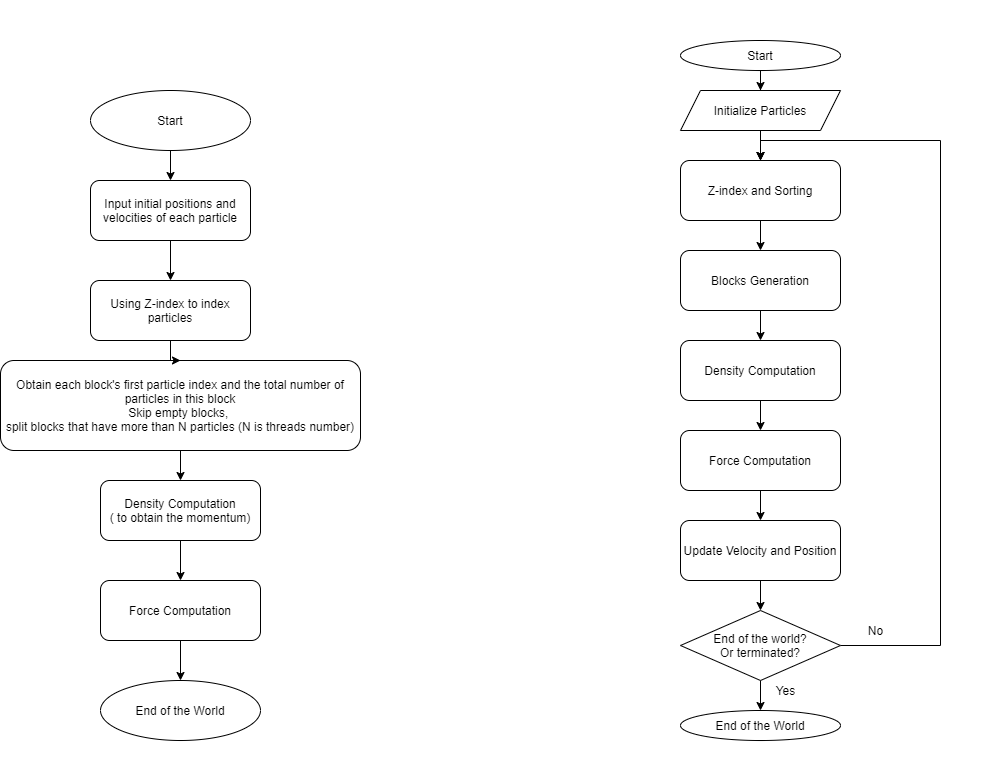 Start
Input initial positions and
velocities of each particle
Using Z-index to index
particles
Obtain each block's first particle index and the total number of
particles in this block
Skip empty blocks,
split blocks that have more than N particles (N is threads number)
Density Computation
( to obtain the momentum)
Force Computation
End of the World
Start
Initialize Particles
Z-index and Sorting
Blocks Generation
Density Computation
Force Computation
Update Velocity and Position
End of the world?
Or terminated?
No
Yes
End of the World